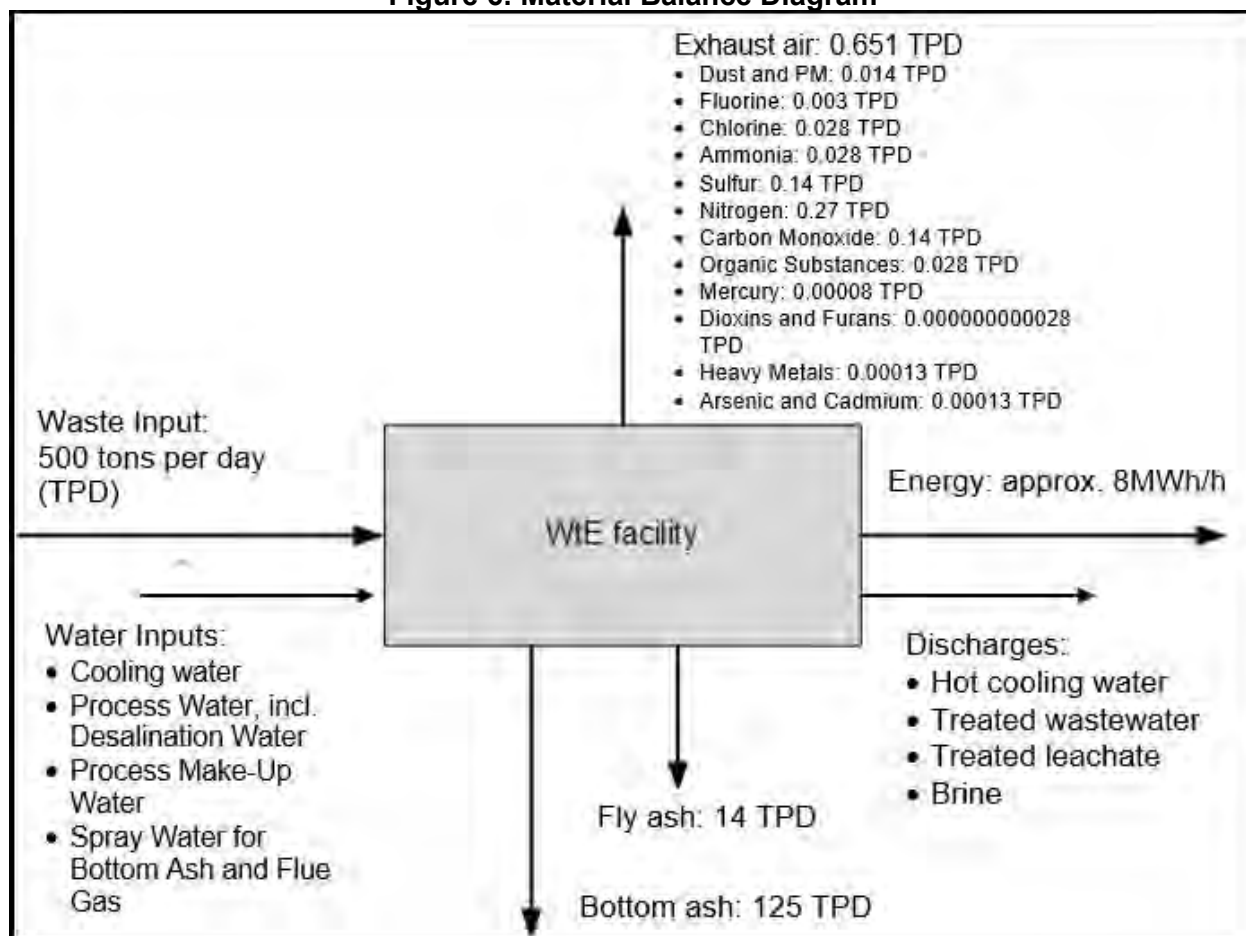 Figure 6. Material Balance Diagram
Exhaust air: 0.651 TPD
• Dust and PM: 0.014 TPD
• Fluorine: 0.003 TPD
• Chlorine: 0.028 TPD
• Ammonia: 0.028 TPD
• Sulfur: 0.14 TPD
• Nitrogen: 0.27 TPD
• Carbon Monoxide: 0.14 TPD
• Organic Substances: 0.028 TPD
• Mercury: 0.00008 TPD
• Dioxins and Furans: 0.000000000028
TPD
• Heavy Metals: 0.00013 TPD
• Arsenic and Cadmium: 0.00013 TPD
Waste Input:
500 tons per day
(TPD)
WtE facility
Energy: approx. 8MWh/h
Water Inputs:
• Cooling water
• Process Water, incl.
Desalination Water
• Process Make-Up
Water
• Spray Water for
Bottom Ash and Flue
Gas
Discharges:
• Hot cooling water
• Treated wastewater
• Treated leachate
• Brine
Fly ash: 14 TPD
Bottom ash: 125 TPD